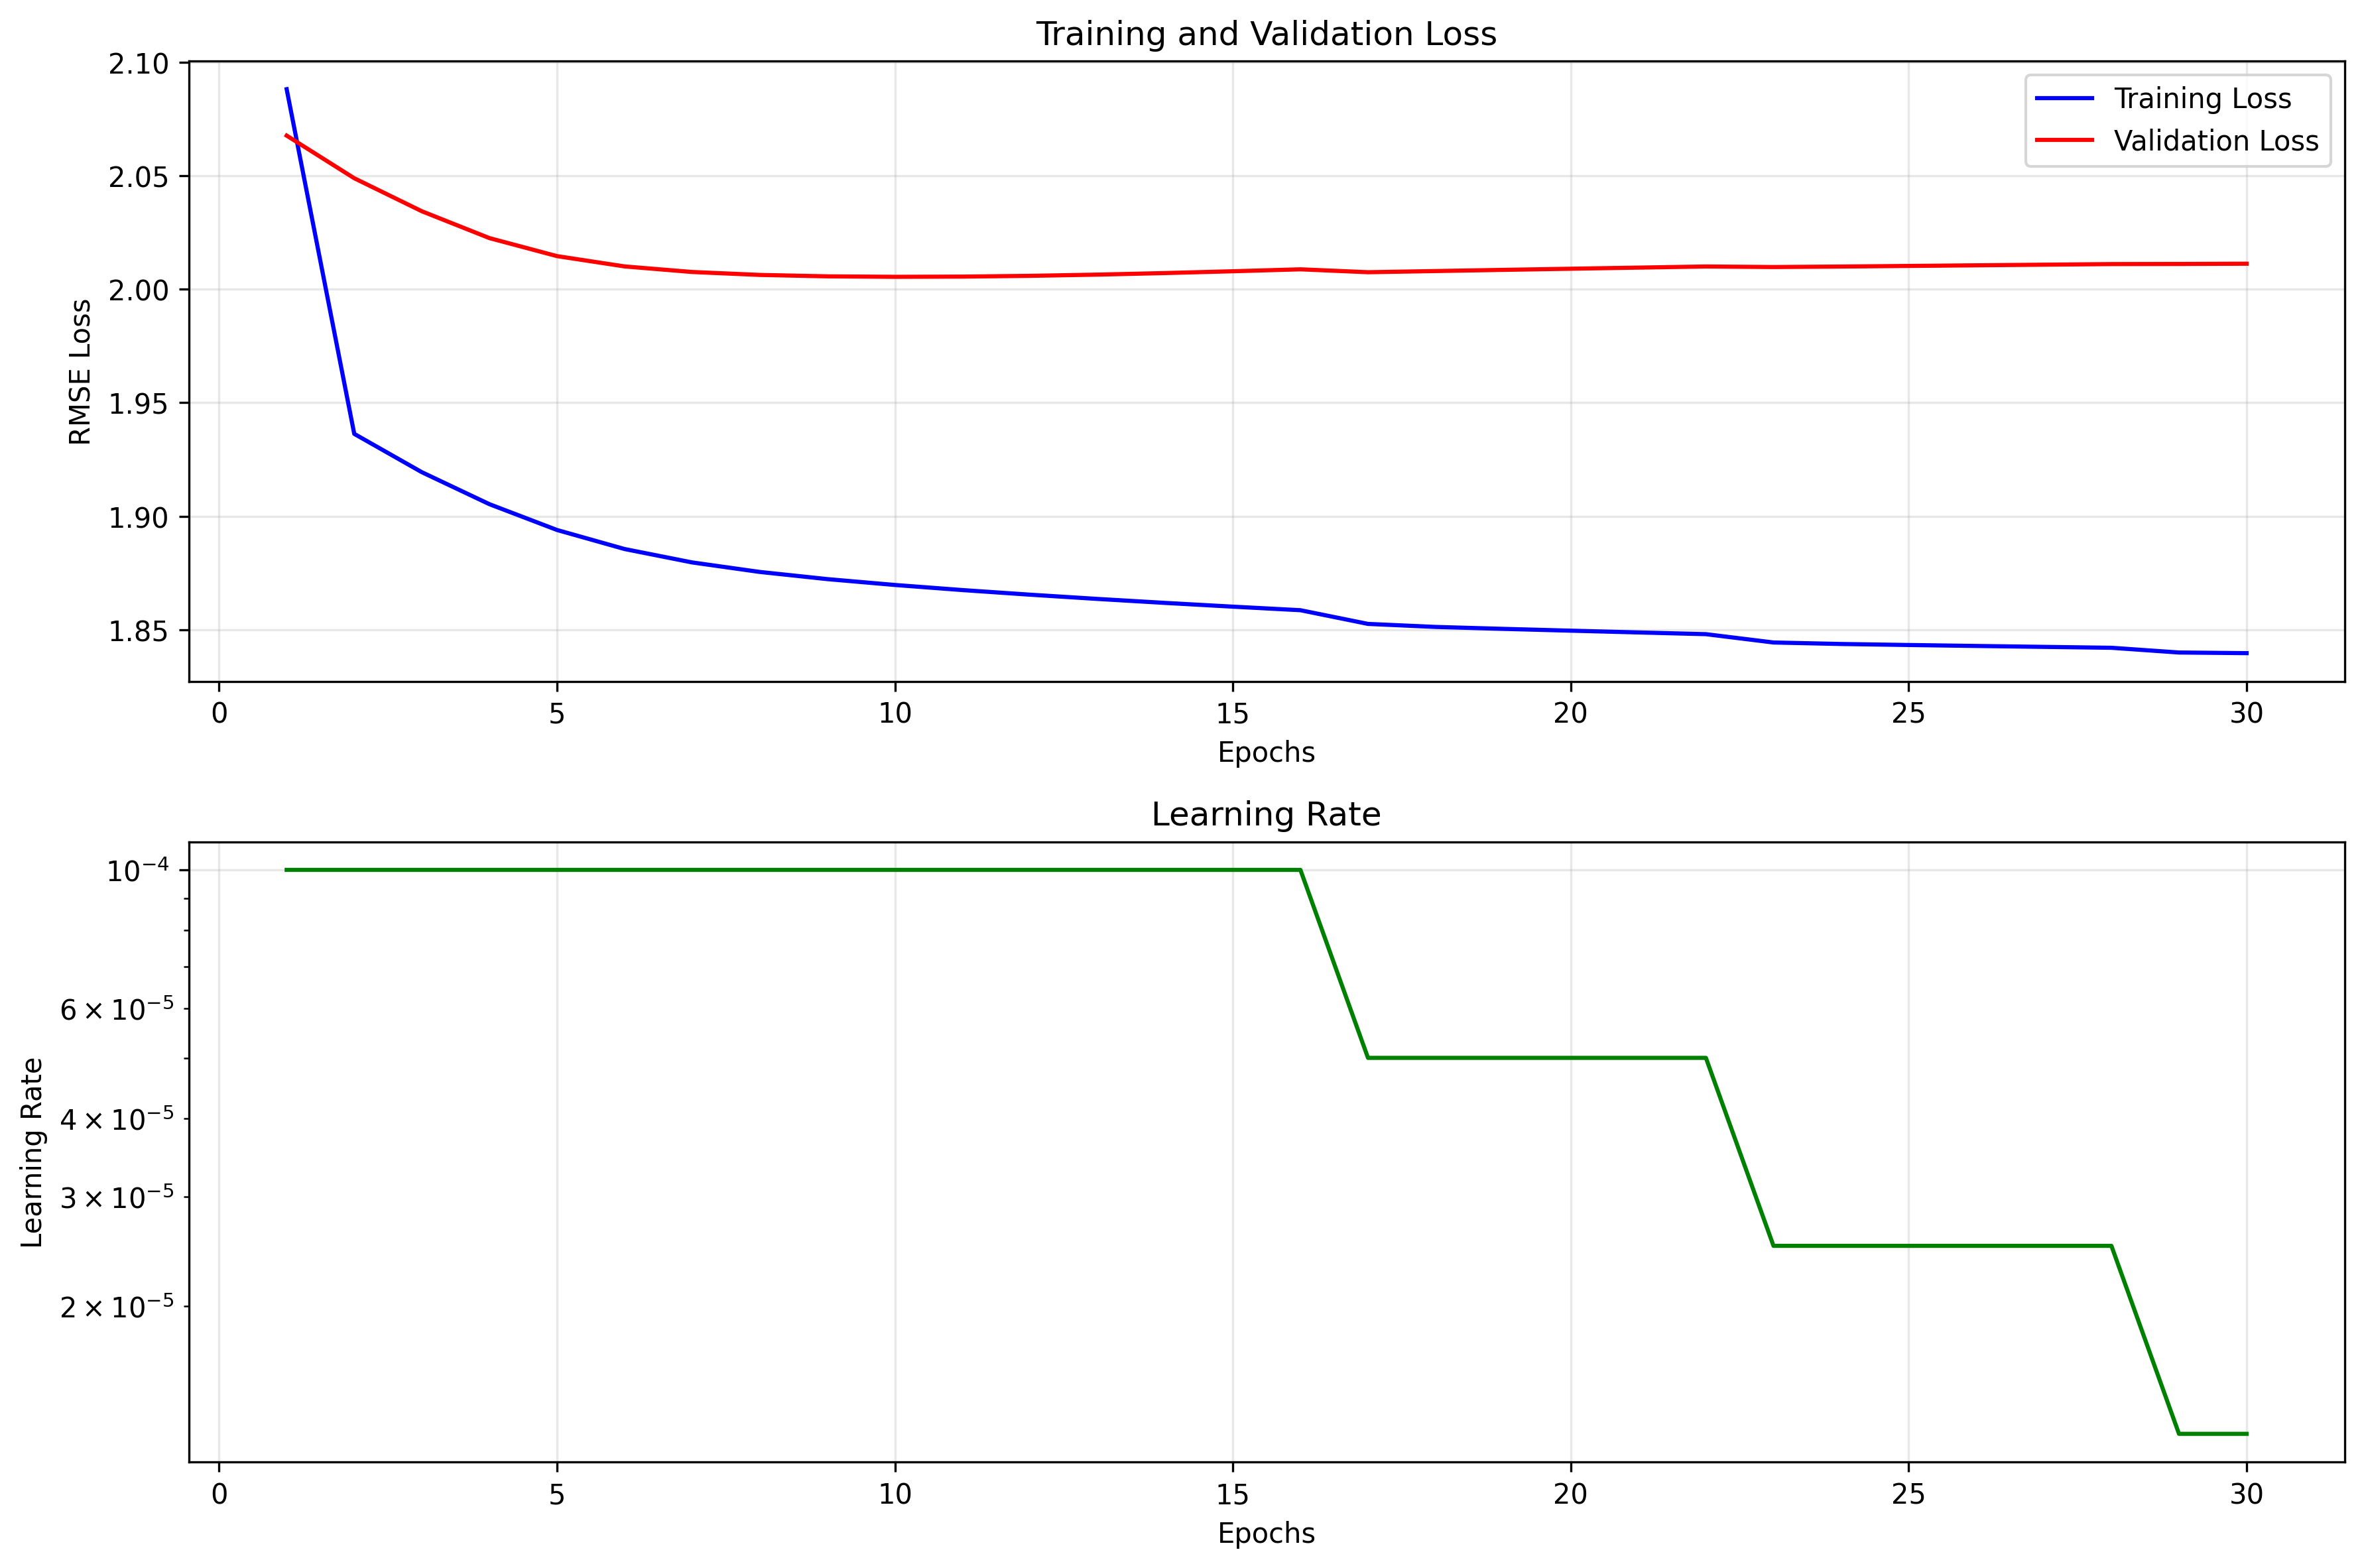 Training and Validation Loss
2.10
2.05
2.00
1.95
1.90
1.85
RMSE Loss
Training Loss
Validation Loss
0 5 10 15 20 25 30
Epochs
Learning Rate
10⁻⁴
6 × 10⁻⁵
4 × 10⁻⁵
3 × 10⁻⁵
2 × 10⁻⁵
Learning Rate
0 5 10 15 20 25 30
Epochs